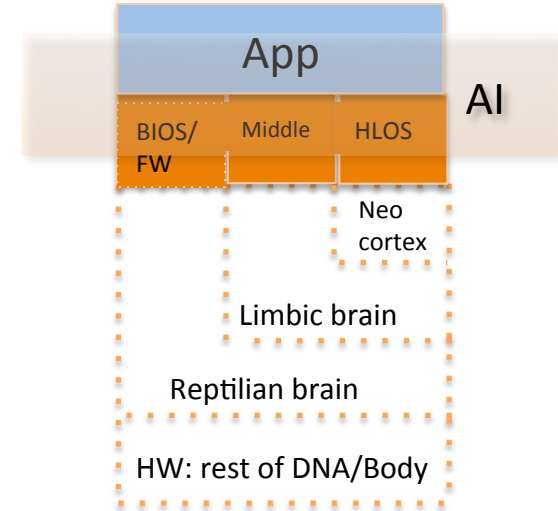 App
AI
BIOS/ Middle HLOS
FW
Neo
cortex
Limbic brain
Reptilian brain
HW: rest of DNA/Body